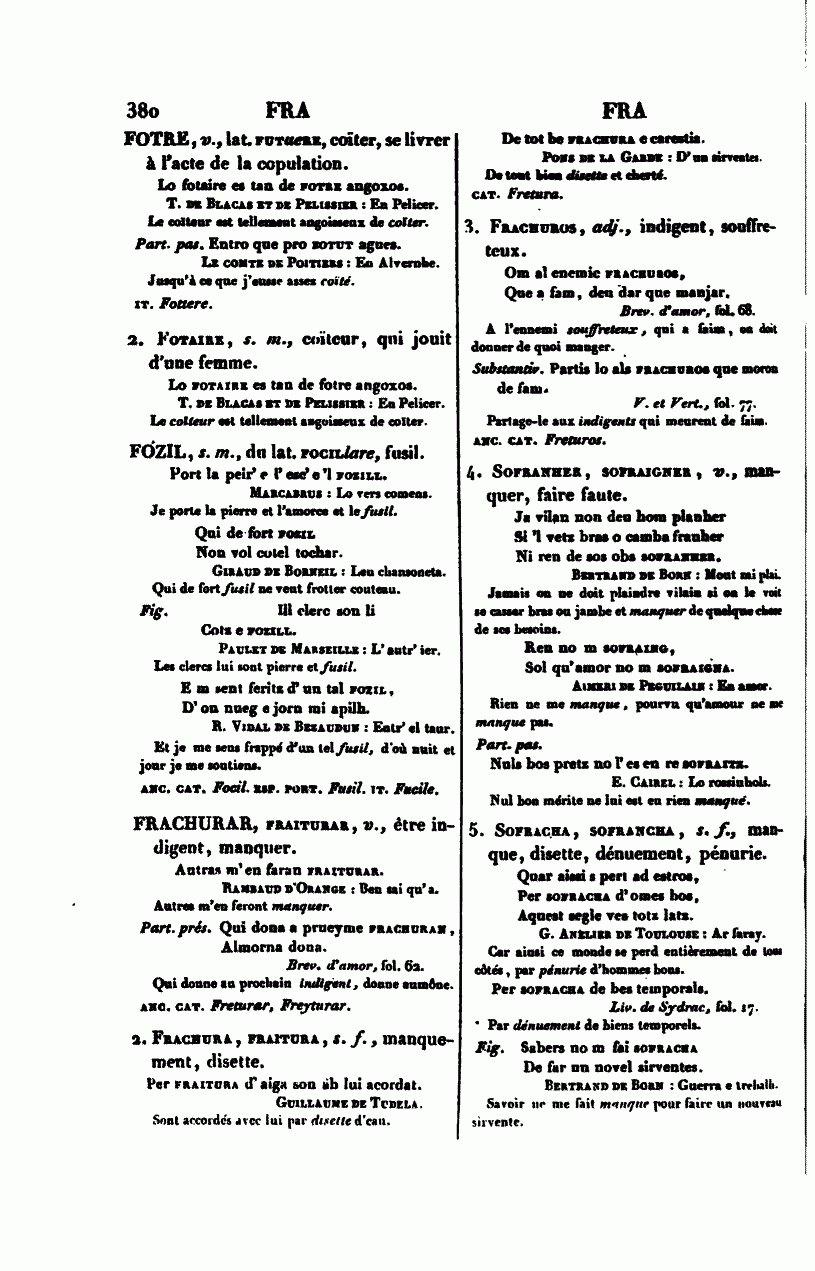 380 FRA FRA
FOTRE, v., lat. FUTUERE, coïter, se livrer
à l'acte de la copulation.
Lo fotaire es tan de FOTRE angoxos.
T. DE BLACAS ET DE PELISSIER : En Pelicer.
Le coïteur est tellement angoisseux de coïter.
Part. pas. Entro que pro FOTUT agues.
LE COMTE DE POITIERS : En Alvernhe.
Jusqu'à ce que j'eusse assez coïté.
IT. Fottere.
2. FOTAIRE, s. m., coïteur, qui jouit
d'une femme.
Lo FOTAIRE es tan de fotre angoxos.
T. DE BLACAS ET DE PELISSIER : En Pelicer.
Le coïteur est tellement angoisseux de coïter.
FOZIL, s. m., du lat. FOCILlare, fusil.
Port la peir' e l' esc' e 'l FOZILL.
MARCABRUS : Lo vers comens.
Je porte la pierre et l'amorce et le fusil.
Qui de fort FOZIL
Non vol cotel tochar.
GIRAUD DE BORNEIL : Leu chansoneta.
Qui de fort fusil ne veut frotter couteau.
Fig. Ill clerc son li
Cotz e FOZILL.
PAULET DE MARSEILLE : L' autr' ier.
Les clercs lui sont pierre et fusil.
E m sent feritz d' un tal FOZIL,
D' on nueg e jorn mi apilh.
R. VIDAL DE BEZAUDUN : Entr' el taur.
Et je me sens frappé d'un tel fusil, d'où nuit et
jour je me soutiens.
ANC. CAT. Focil. ESP. PORT. Fusil. IT. Fucile.
FRACHURAR, FRAITURAR, v., être in-
digent, manquer.
Autras m'en faran FRAITURAR.
RAMBAUD D'ORANGE : Ben sai qu' a.
Autres m'en feront manquer.
Part. prés. Qui dona a prueyme FRACHURAN,
Almorna dona.
Brev. d'amor, fol. 62.
Qui donne au prochain indigent, donne aumône.
ANC. CAT. Freturar, Freyturar.
2. FRACHURA, FRAITURA, s. f., manque-
ment, disette.
Per FRAITURA d' aiga son ab lui acordat.
GUILLAUME DE TUDELA.
Sont accordés avec lui par disette d'eau.
De tot be FRACHURA e carestia.
PONS DE LA GARDE : D' un sirventes.
De tout bien disette et cherté.
CAT. Fretura.
3. FRACHUROS, adj., indigent, souffre-
teux.
Om al enemic FRACHUROS,
Que a fam, deu dar que manjar.
Brev. d'amor, fol. 68.
A l'ennemi souffreteux, qui a faim, on doit
donner de quoi manger.
Substantiv. Partis lo als FRACHUROS que moron
de fam.
V. et Vert., fol. 77.
Partage-le aux indigents qui meurent de faim.
ANC. CAT. Freturos.
4. SOFRANHER, SOFRAIGNER, v., man-
quer, faire faute.
Ja vilan non deu hom planher
Si 'l vetz bras o camba franher
Ni ren de sos obs SOFRANHER.
BERTRAND DE BORN : Mout mi plai.
Jamais on ne doit plaindre vilain si on le voit
se casser bras ou jambe et manquer de quelque chose
de ses besoins.
Ren no m SOFRAING,
Sol qu'amor no m SOFRAIGNA.
AIMERI DE PEGUILAIN : En amor.
Rien ne me manque, pourvu qu'amour ne me
manque pas.
Part. pas.
Nuls bos pretz no l' es en re SOFRAITZ.
E. CAIREL : Lo rossinhols.
Nul bon mérite ne lui est en rien manqué.
5. SOFRACHA, SOFRANCHA, s. f., man-
que, disette, dénuement, pénurie.
Quar aissi s pert ad estros,
Per SOFRACHA d' omes bos,
Aquest segle ves totz latz.
G. ANELIER DE TOULOUSE : Ar faray.
Car ainsi ce monde se perd entièrement de tous
côtés, par pénurie d'hommes bons.
Per SOFRACHA de bes temporals.
Liv. de Sydrac, fol. 17.
Par dénuement de biens temporels.
Fig. Sabers no m fai SOFRACHA
De far un novel sirventes.
BERTRAND DE BORN : Guerra e trebalh.
Savoir ne me fait manque pour faire un nouveau
sirvente.